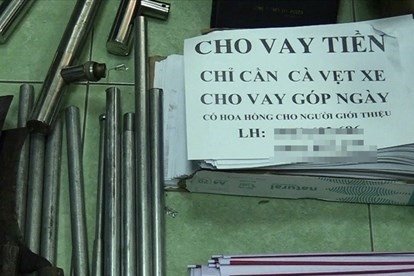 CHO VAY TIỀN
CHỈ CẦN CÀ VẸT XE
CHO VAY GÓP NGÀY
CÓ HOA HỒNG CHO NGƯỜI GIỚI THIỆU
LH:
natural